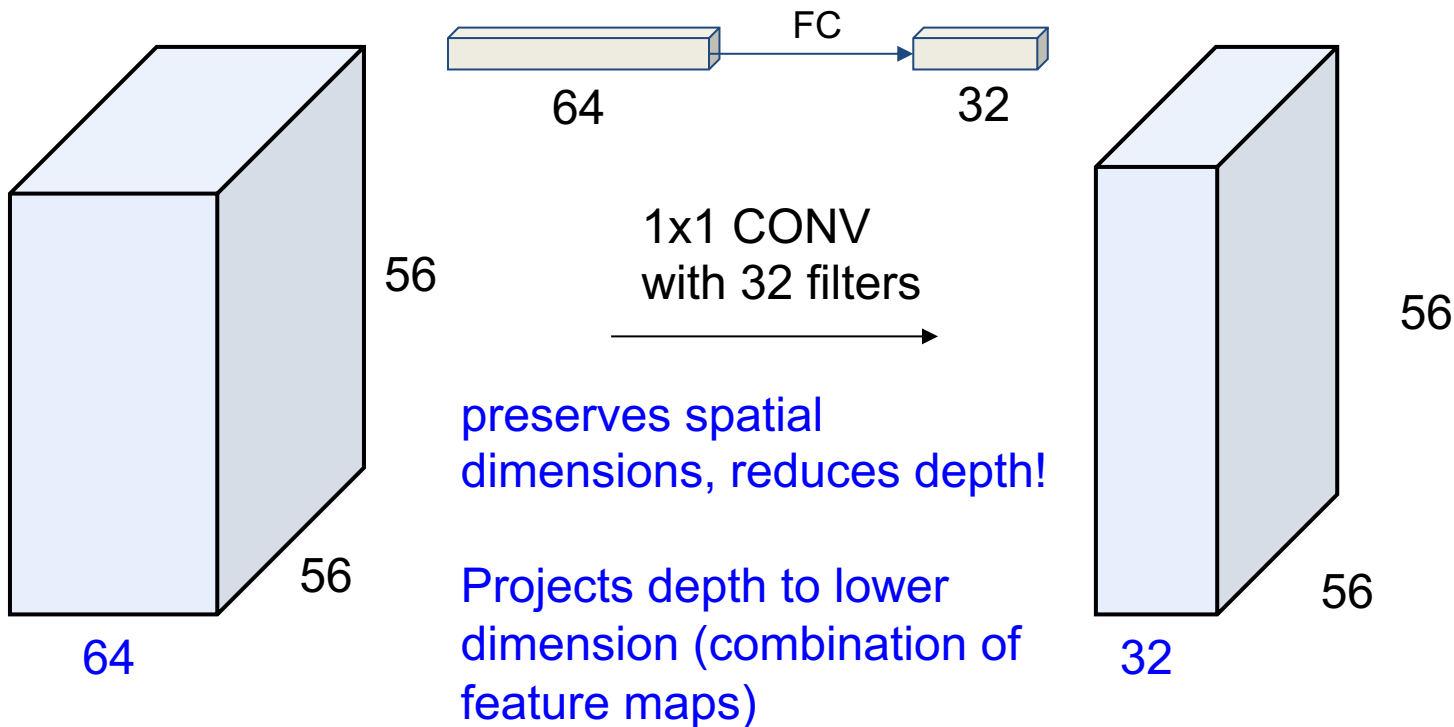 FC
64
32
1x1 CONV
with 32 filters
56
56
64
preserves spatial
dimensions, reduces depth!
Projects depth to lower
dimension (combination of
feature maps)
56
56
32